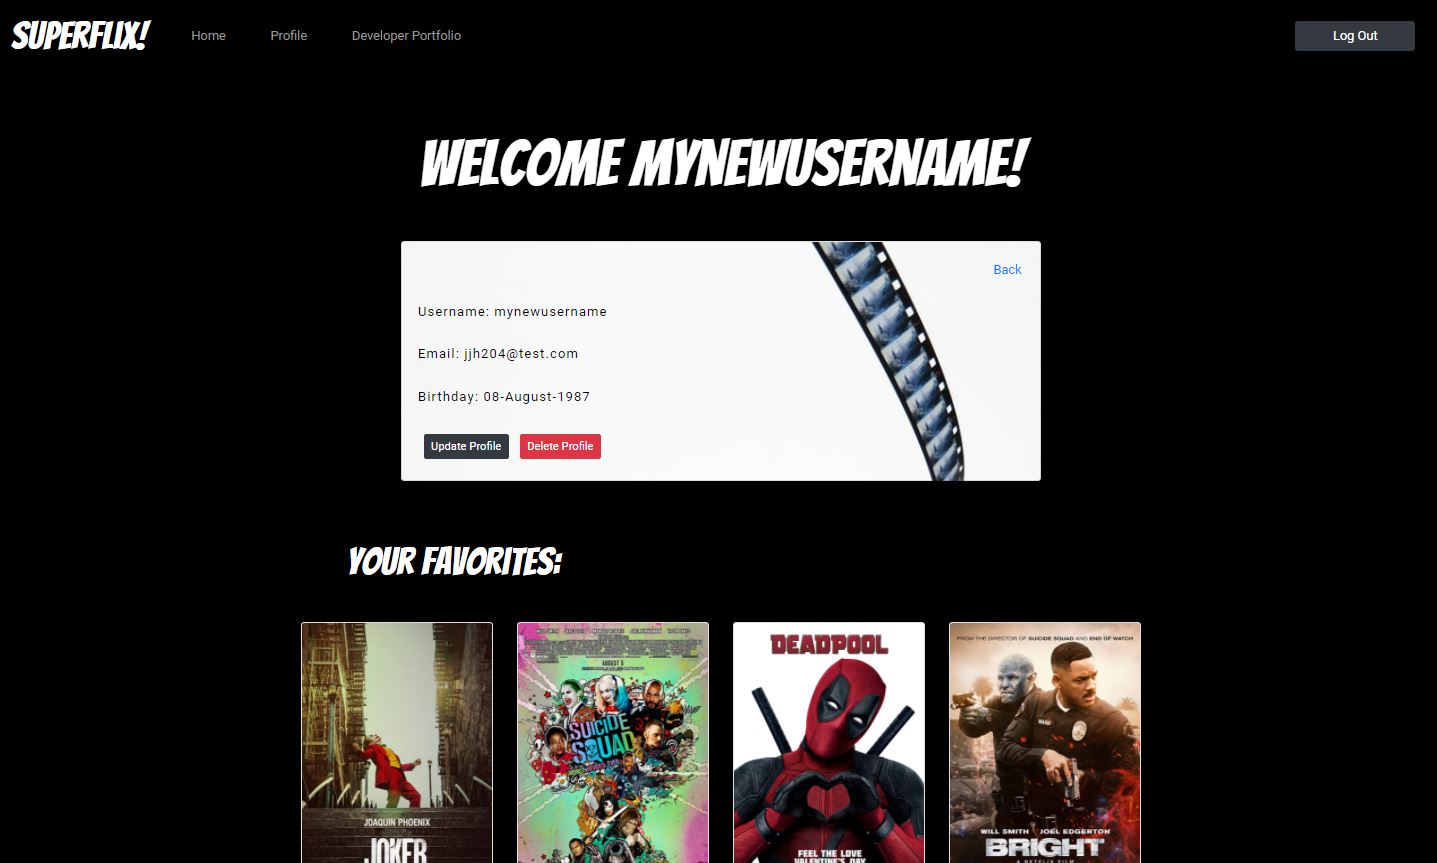 SUPERFLIX! Home Profile Developer Portfolio Log Out
WELCOME MYNEWUSERNAME!
Back
Username: mynewusername
Email: jjh204@test.com
Birthday: 08-August-1987
Update Profile Delete Profile
YOUR FAVORITES:
JOAQUIN PHOENIX
JOKER
AUGUST 5
SUICIDE
SQUAD
DEADPOOL
FEEL THE LOVE
VALENTINE'S DAY
FROM THE DIRECTOR OF SUICIDE SQUAD AND END OF WATCH
WARD
WILL SMITH JOEL EDGERTON
BRIGHT
A NETFLIX FILM